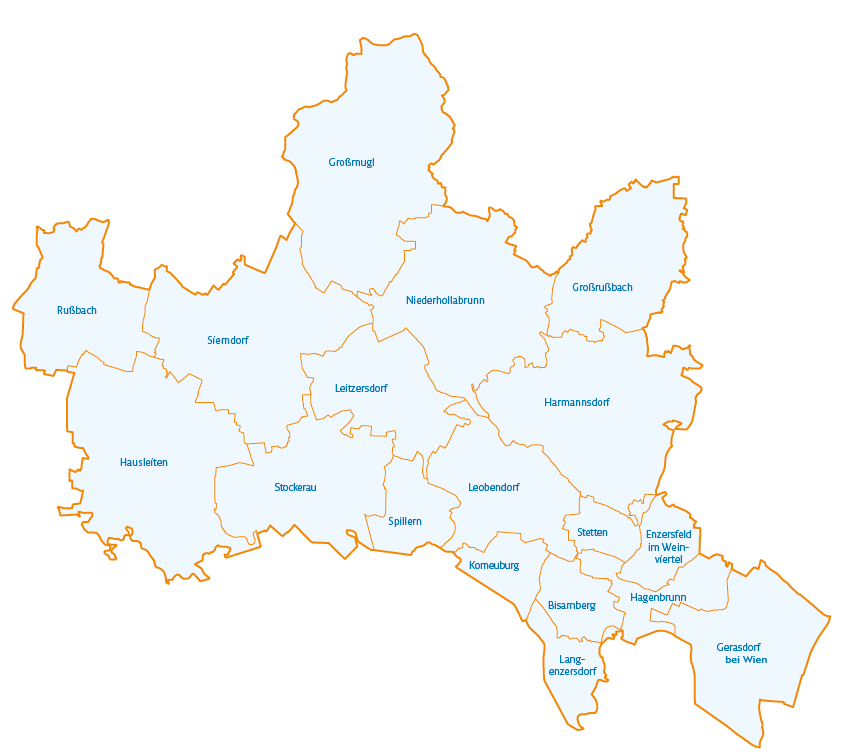 Großmugl
Großrußbach
Niederhollabrunn
Rußbach
Sierndorf
Leitzersdorf
Harmannsdorf
Hausleiten
Stockerau
Leobendorf
Spillern
Stetten
Enzersfeld
im Wein-
viertel
Korneuburg
Hagenbrunn
Bisamberg
Gerasdorf
bei Wien
Lang-
enzersdorf